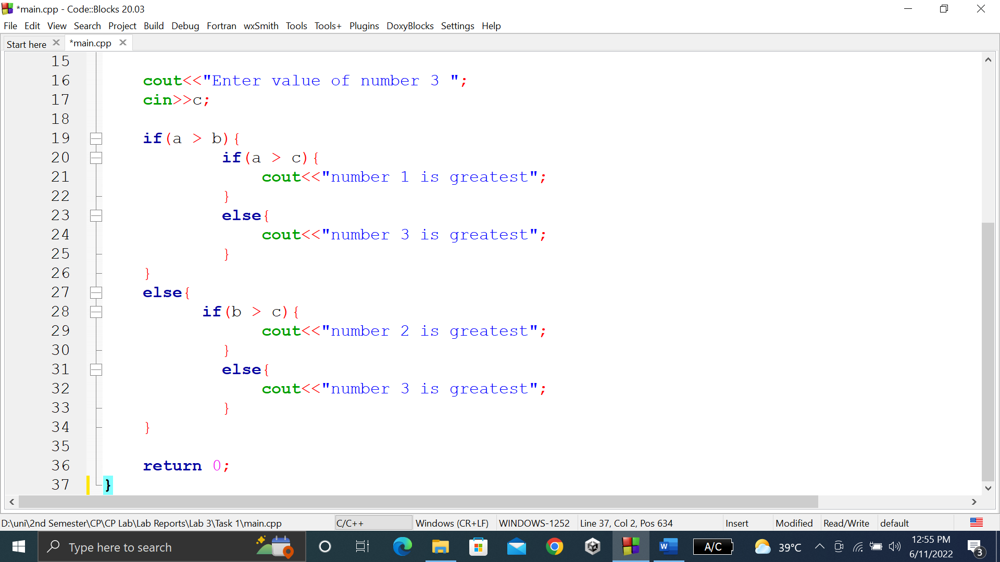 *main.cpp - Code::Blocks 20.03
File Edit View Search Project Build Debug Fortran wxSmith Tools Tools+ Plugins DoxyBlocks Settings Help
Start here *main.cpp
15
16 cout<<"Enter value of number 3 ";
17 cin>>c;
18
19 if(a > b){
20 if(a > c){
21 cout<<"number 1 is greatest";
22 }
23 else{
24 cout<<"number 3 is greatest";
25 }
26 }
27 else{
28 if(b > c){
29 cout<<"number 2 is greatest";
30 }
31 else{
32 cout<<"number 3 is greatest";
33 }
34 }
35
36 return 0;
37 }
D:\uni\2nd Semester\CP\CP Lab\Lab Reports\Lab 3\Task 1\main.cpp C/C++ Windows (CR+LF) WINDOWS-1252 Line 37, Col 2, Pos 634 Insert Modified Read/Write default
Type here to search W A/C 39°C 12:55 PM
6/11/2022 3